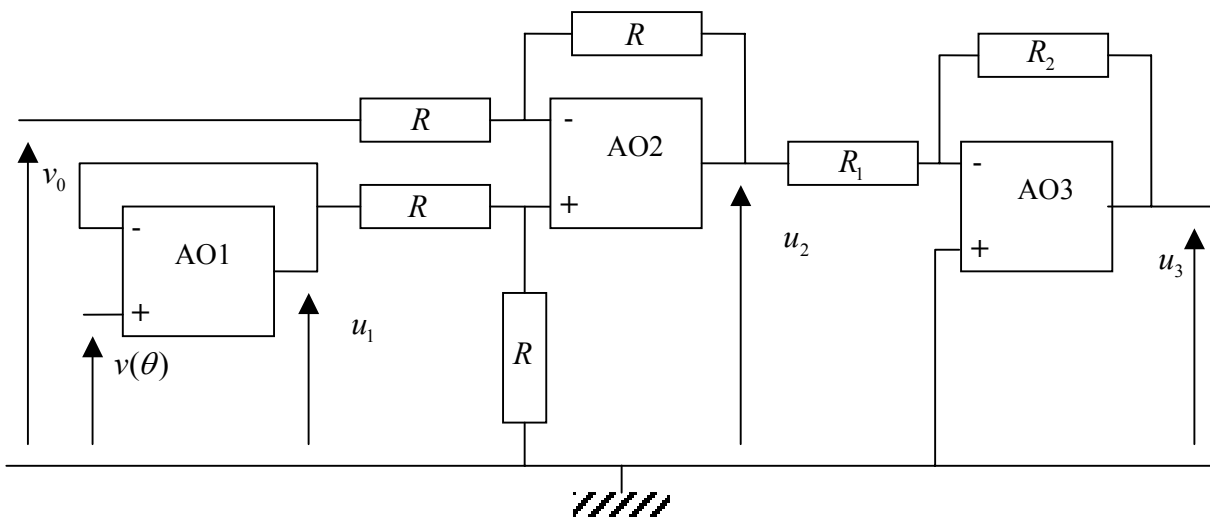 R
R₂
R
-
AO2
v₀
R₁
-
AO3
R
+
-
AO1
u₂
+
u₃
+
u₁
R
v(θ)